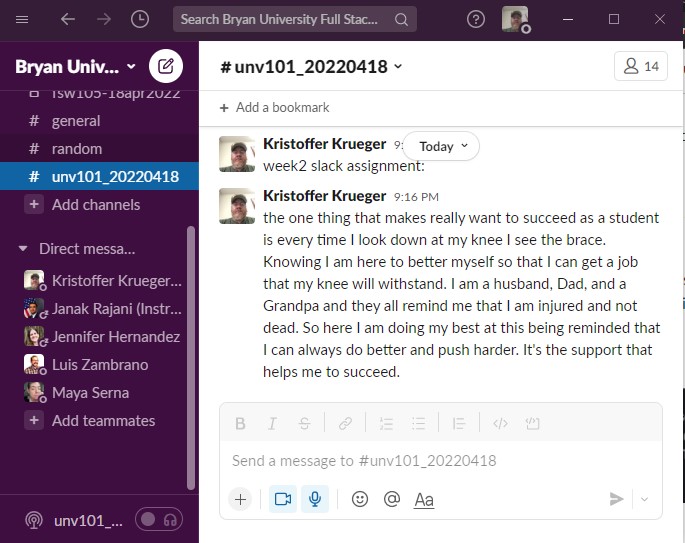 Search Bryan University Full Stac...
Bryan Univ...
fsw105-18apr2022
# general
# random
# unv101_20220418
+ Add channels
Direct messa...
Kristoffer Krueger...
Janak Rajani (Instr...
Jennifer Hernandez
Luis Zambrano
Maya Serna
+ Add teammates
unv101_...
#unv101_20220418
14
+ Add a bookmark
Today
Kristoffer Krueger 9:
week2 slack assignment:
Kristoffer Krueger 9:16 PM
the one thing that makes really want to succeed as a student
is every time I look down at my knee I see the brace.
Knowing I am here to better myself so that I can get a job
that my knee will withstand. I am a husband, Dad, and a
Grandpa and they all remind me that I am injured and not
dead. So here I am doing my best at this being reminded that
I can always do better and push harder. It's the support that
helps me to succeed.
B I S
Send a message to #unv101_20220418
+ @ Aa